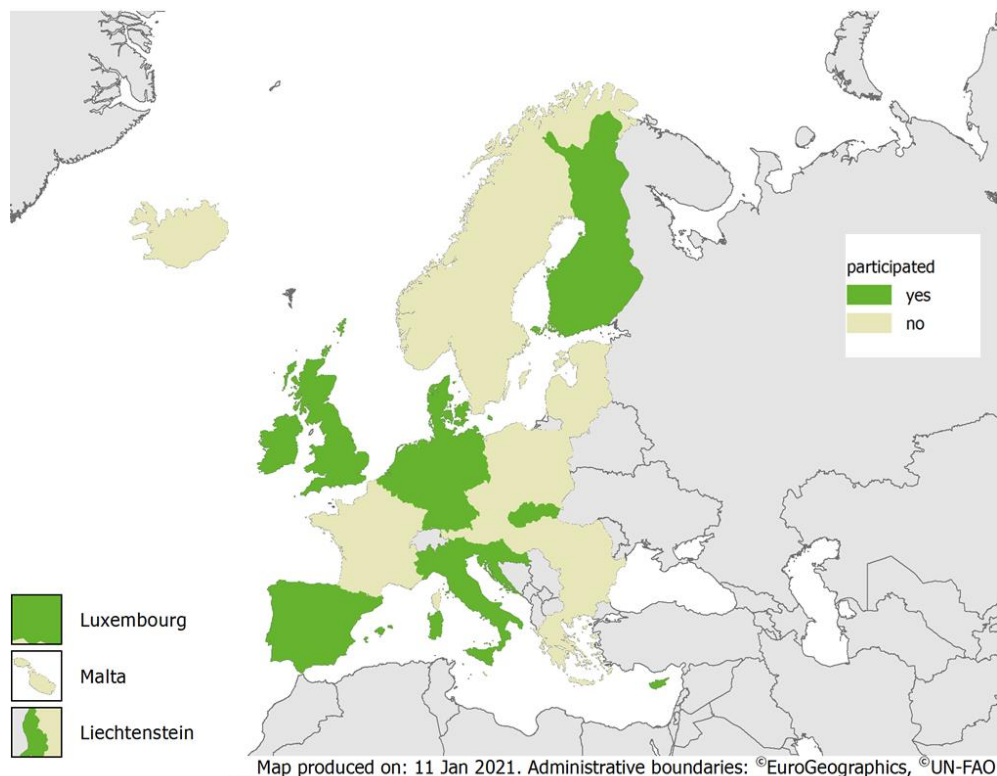 participated
yes
no
Luxembourg
Malta
Liechtenstein
Map produced on: 11 Jan 2021. Administrative boundaries: ©EuroGeographics, ©UN-FAO